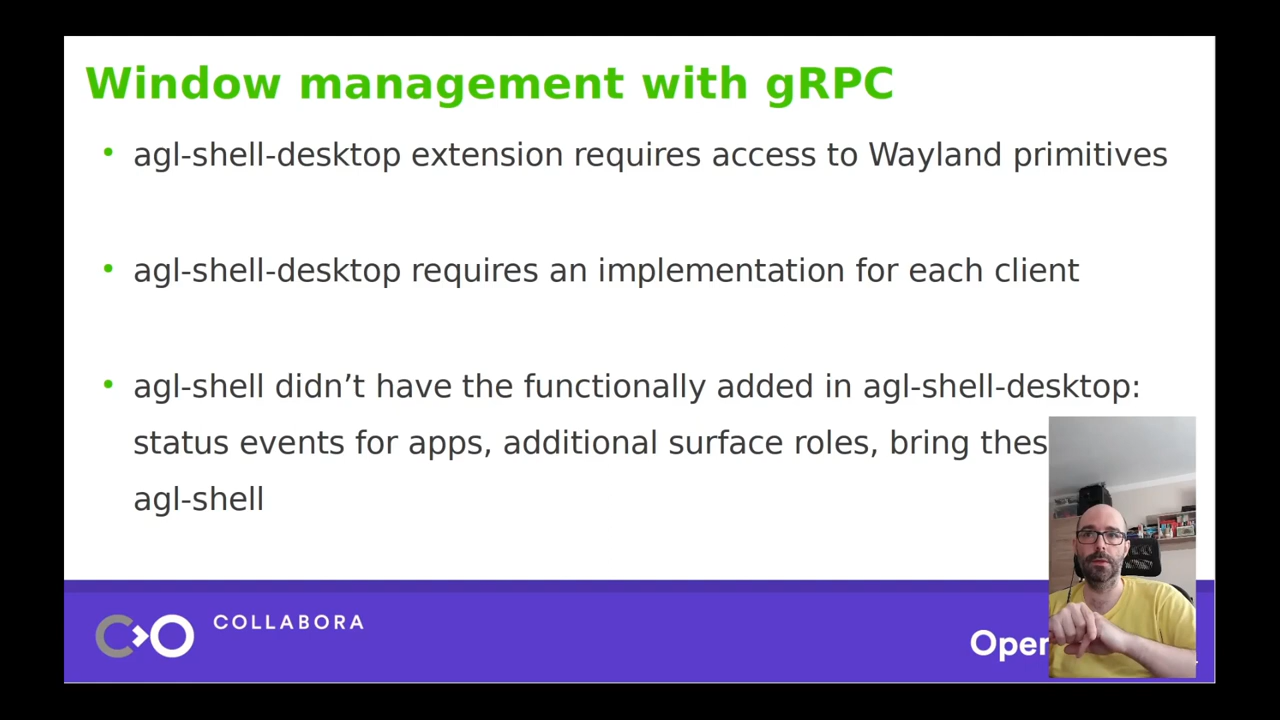 Window management with gRPC
agl-shell-desktop extension requires access to Wayland primitives
agl-shell-desktop requires an implementation for each client
agl-shell didn’t have the functionally added in agl-shell-desktop:
status events for apps, additional surface roles, bring
agl-shell
COLLABORA